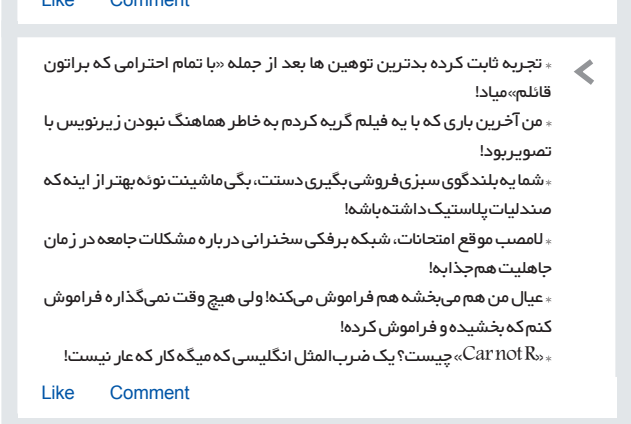 Like Comment
* تجربه ثابت کرده بدترین توهین ها بعد از جمله «با تمام احترامی که براتون
قائلم»میاد!
* من آخرین باری که با یه فیلم گریه کردم به خاطر هماهنگ نبودن زیرنویس با
تصویربود!
* شما یه بلندگوی سبزی‌فروشی بگیری دستت، بگی ماشینت نوئه بهتر از اینه که
صندلیات پلاستیک داشته باشه!
* لامصب موقع امتحانات، شبکه برفکی سخنرانی درباره مشکلات جامعه در زمان
جاهلیت هم جذابه!
* عیال من هم می‌بخشه هم فراموش می‌کنه! ولی هیچ وقت نمی‌گذاره فراموش
کنم که بخشیده و فراموش کرده!
* «Car not R» چیست؟ یک ضرب‌المثل انگلیسی که میگه کار که عار نیست!
Like Comment